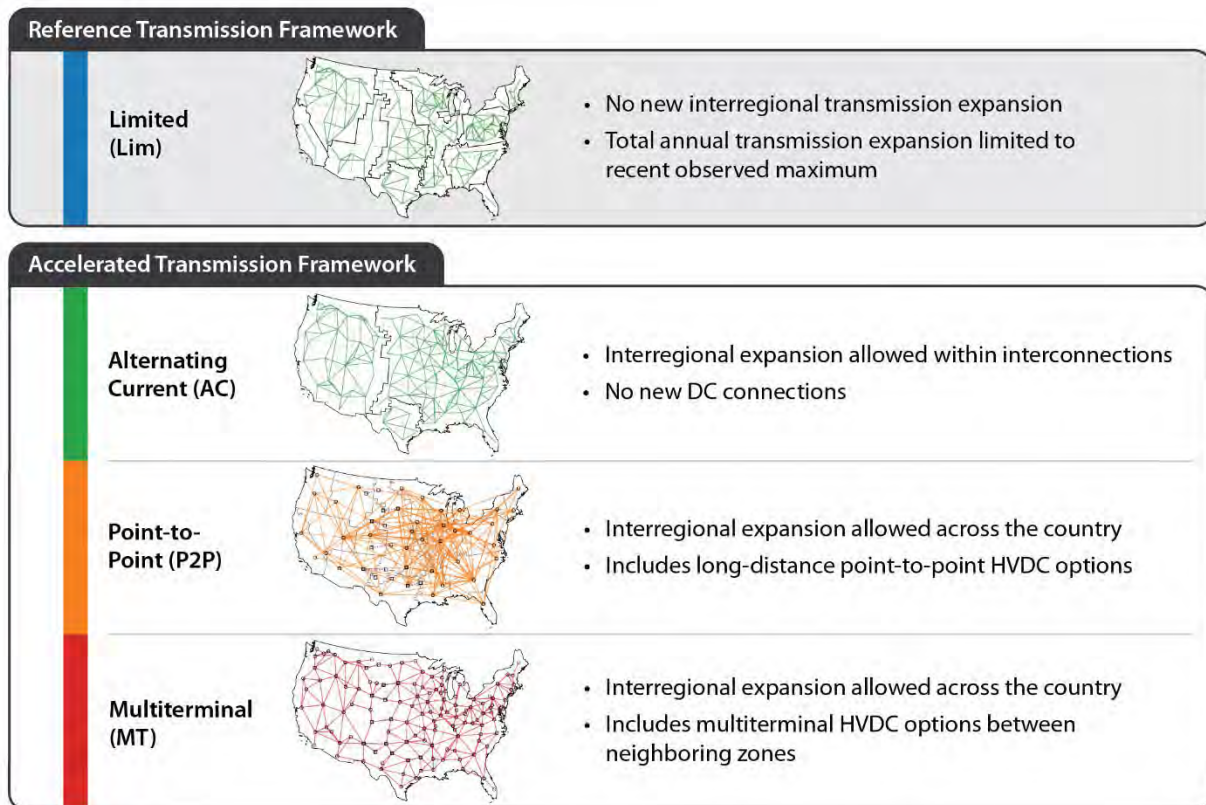 Reference Transmission Framework
Limited
(Lim)
• No new interregional transmission expansion
• Total annual transmission expansion limited to
recent observed maximum
Accelerated Transmission Framework
Alternating
Current (AC)
• Interregional expansion allowed within interconnections
• No new DC connections
Point-to-
Point (P2P)
• Interregional expansion allowed across the country
• Includes long-distance point-to-point HVDC options
Multiterminal
(MT)
• Interregional expansion allowed across the country
• Includes multiterminal HVDC options between
neighboring zones